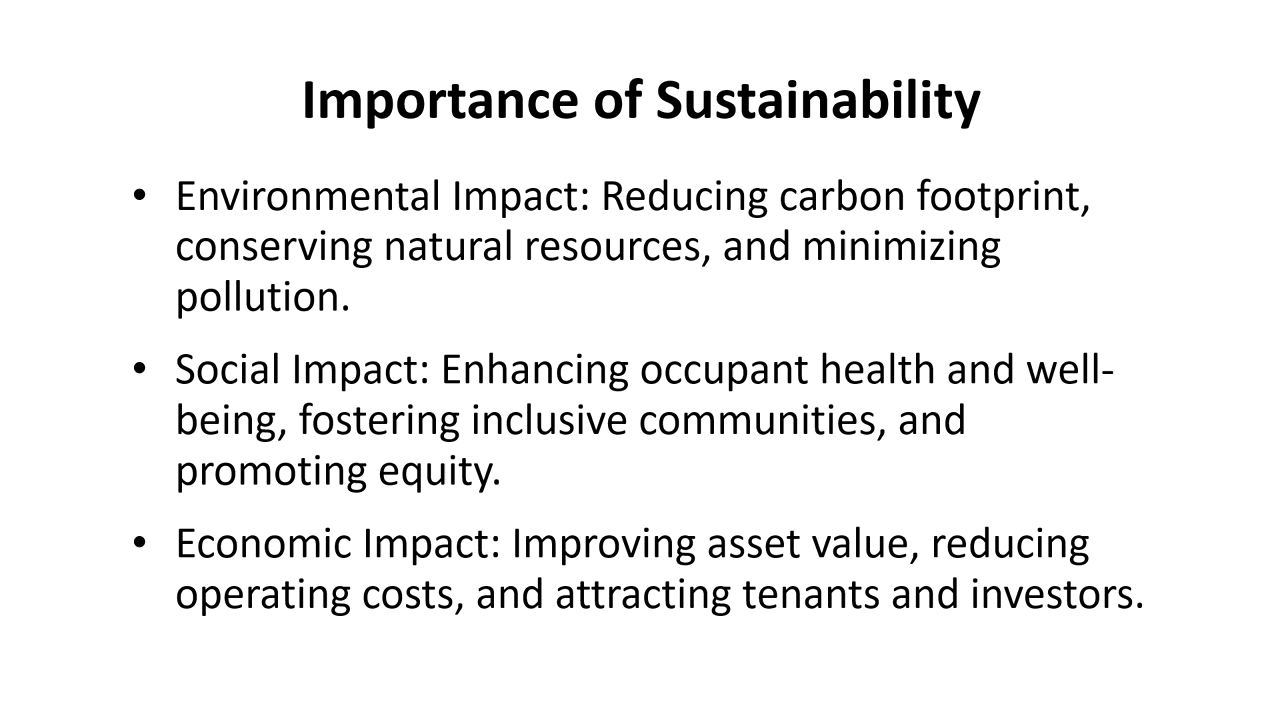 Importance of Sustainability
• Environmental Impact: Reducing carbon footprint,
conserving natural resources, and minimizing
pollution.
• Social Impact: Enhancing occupant health and well-
being, fostering inclusive communities, and
promoting equity.
• Economic Impact: Improving asset value, reducing
operating costs, and attracting tenants and investors.